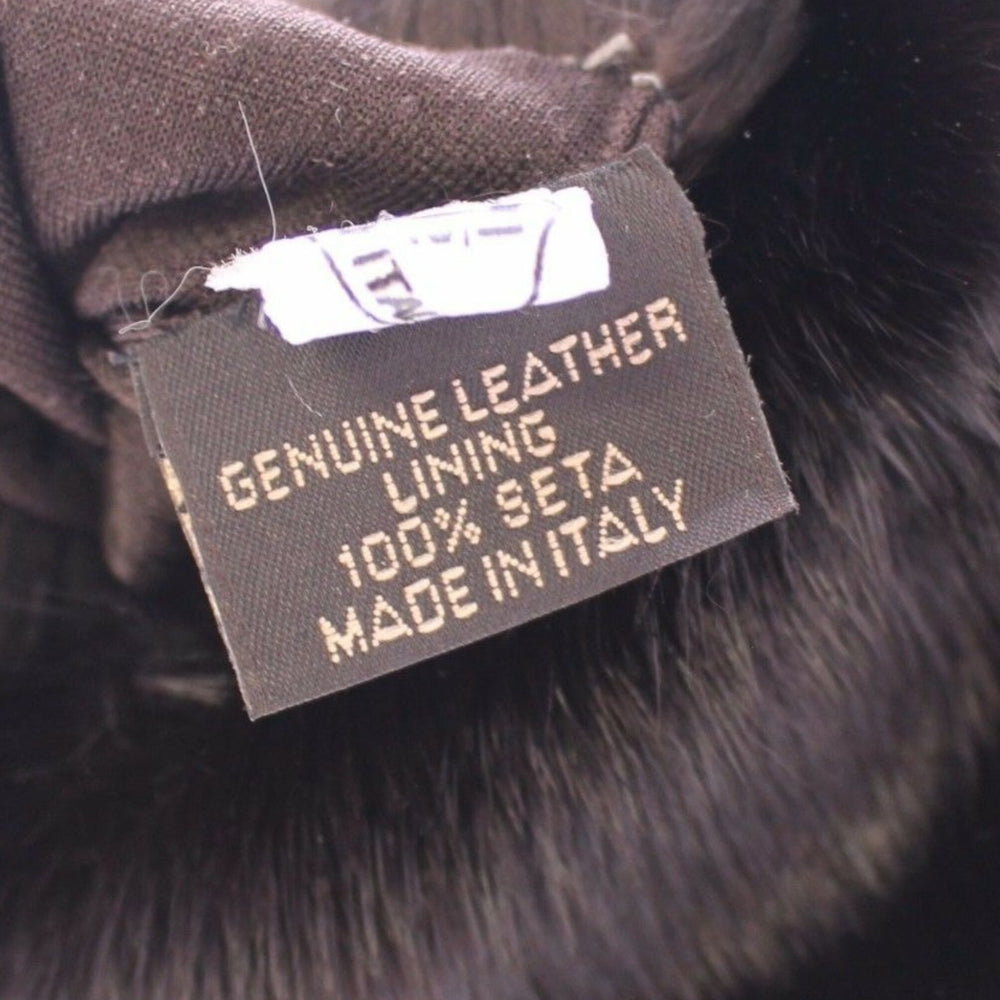 GENUINE LEATHER
LINING
100% SETA
MADE IN ITALY